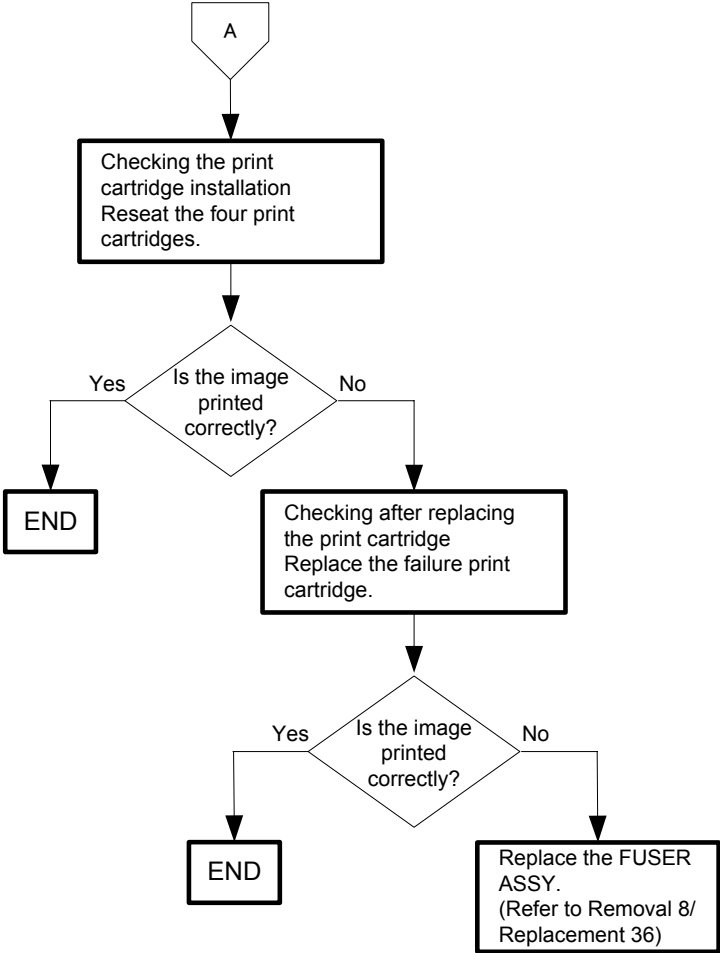 A
Checking the print
cartridge installation
Reseat the four print
cartridges.
Is the image
printed
correctly?
Yes
No
END
Checking after replacing
the print cartridge
Replace the failure print
cartridge.
Is the image
printed
correctly?
Yes
No
END
Replace the FUSER
ASSY.
(Refer to Removal 8/
Replacement 36)